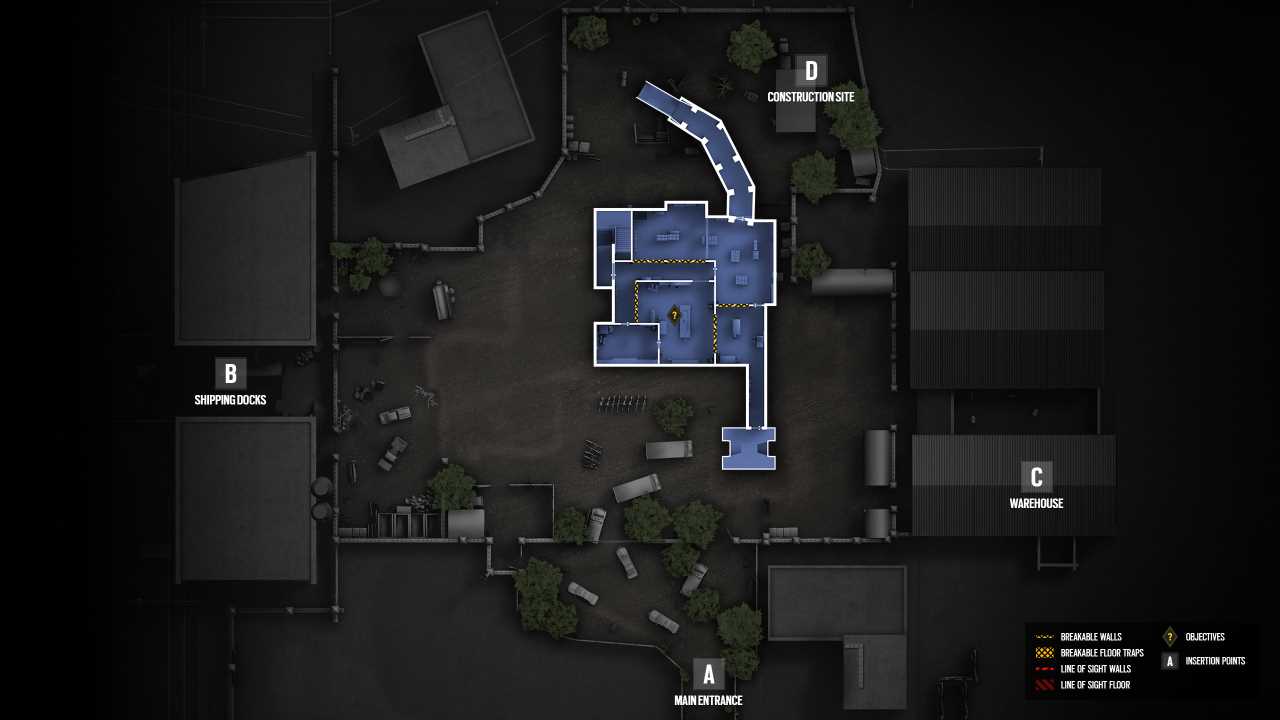 D
CONSTRUCTION SITE
?
B
SHIPPING DOCKS
C
WAREHOUSE
A
MAIN ENTRANCE
BREAKABLE WALLS
BREAKABLE FLOOR TRAPS
LINE OF SIGHT WALLS
LINE OF SIGHT FLOOR
? OBJECTIVES
A INSERTION POINTS